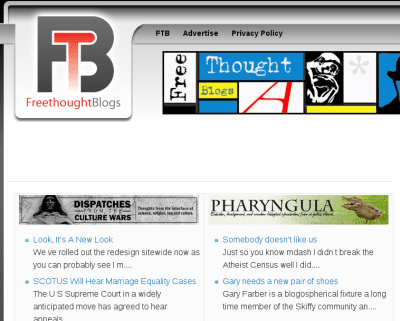 FTB Advertise Privacy Policy
FTB
FreethoughtBlogs
Free
Thought
Blogs
A
*
DISPATCHES
FROM THE
CULTURE WARS
Thoughts from the interface of
science, religion, law and culture.
Look, It's A New Look
We ve rolled out the redesign sitewide now as
you can probably see I m....
SCOTUS Will Hear Marriage Equality Cases
The U S Supreme Court in a widely
anticipated move has agreed to hear
appeals
PHARYNGULA
Evolution, development, and random biological ejaculations from a godless liberal
Somebody doesn't like us
Just so you know mdash I didn t break the
Atheist Census well I did....
Gary needs a new pair of shoes
Gary Farber is a blogospherical fixture a long
time member of the Skiffy community an....